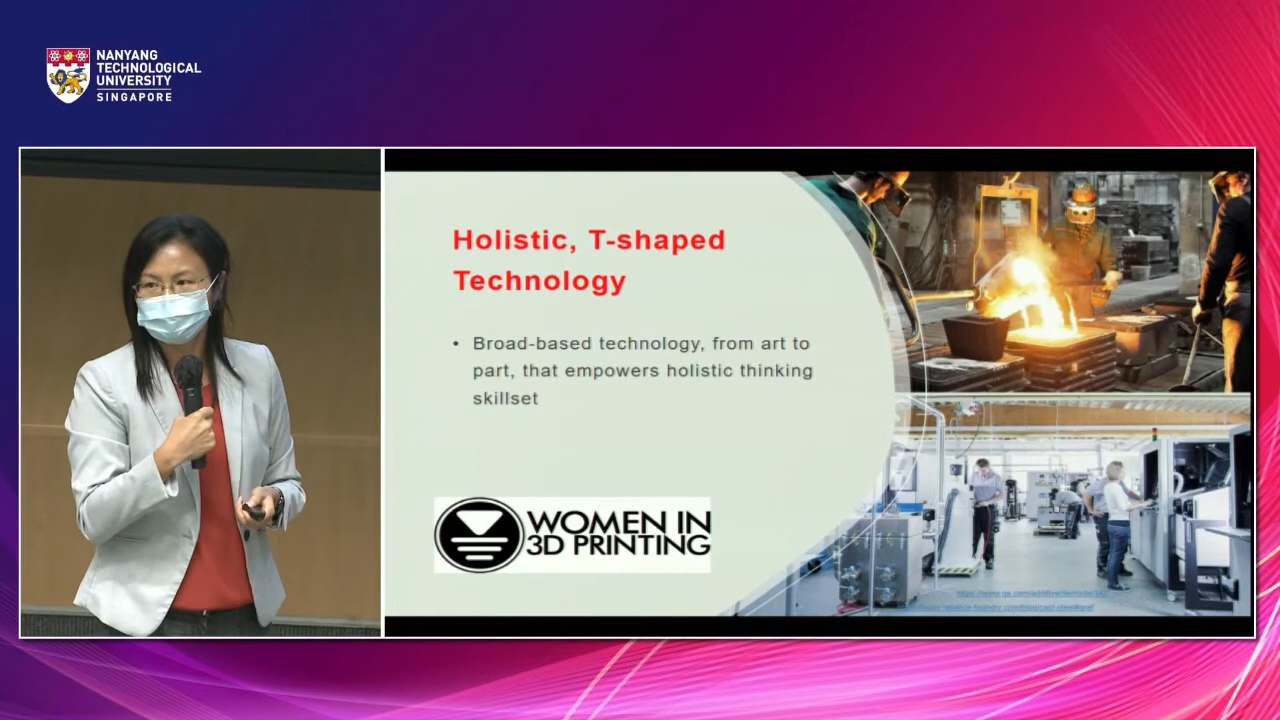 NANYANG
TECHNOLOGICAL
UNIVERSITY
SINGAPORE
Holistic, T-shaped
Technology
• Broad-based technology, from art to
part, that empowers holistic thinking
skillset
WOMEN IN
3D PRINTING